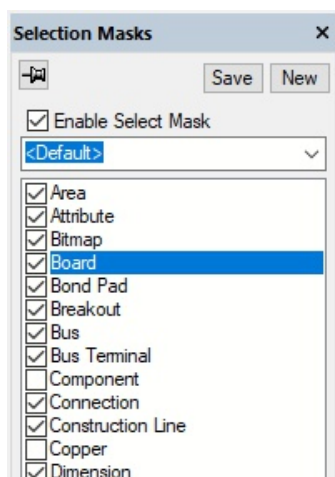 Selection Masks
Save New
Enable Select Mask
<Default>
Area
Attribute
Bitmap
Board
Bond Pad
Breakout
Bus
Bus Terminal
Component
Connection
Construction Line
Copper
Dimension